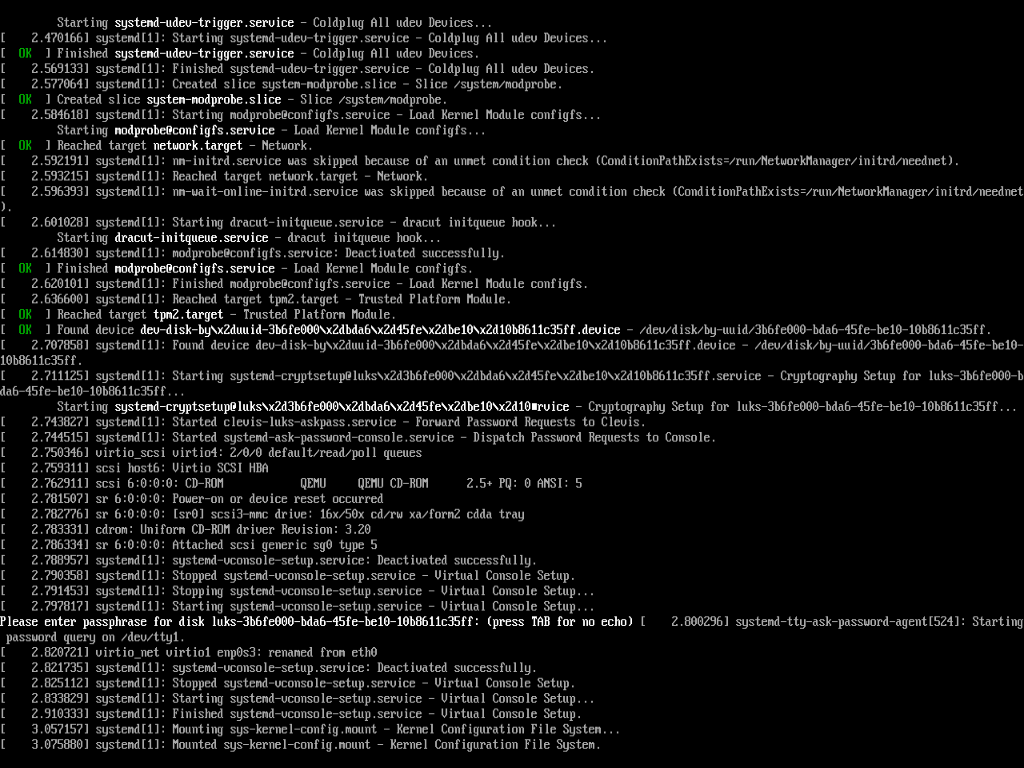 Starting systemd-udev-trigger.service - Coldplug All udev Devices...
[    2.470166] systemd[1]: Starting systemd-udev-trigger.service - Coldplug All udev Devices...
[  OK  ] Finished systemd-udev-trigger.service - Coldplug All udev Devices.
[    2.569133] systemd[1]: Finished systemd-udev-trigger.service - Coldplug All udev Devices.
[    2.577064] systemd[1]: Created slice system-modprobe.slice - Slice /system/modprobe.
[  OK  ] Created slice system-modprobe.slice - Slice /system/modprobe.
[    2.584618] systemd[1]: Starting modprobe@configfs.service - Load Kernel Module configfs...
Starting modprobe@configfs.service - Load Kernel Module configfs...
[  OK  ] Reached target network.target - Network.
[    2.592191] systemd[1]: nm-initrd.service was skipped because of an unmet condition check (ConditionPathExists=/run/NetworkManager/initrd/neednet).
[    2.593215] systemd[1]: Reached target network.target - Network.
[    2.596393] systemd[1]: nm-wait-online-initrd.service was skipped because of an unmet condition check (ConditionPathExists=/run/NetworkManager/initrd/neednet
).
[    2.601028] systemd[1]: Starting dracut-initqueue.service - dracut initqueue hook...
Starting dracut-initqueue.service - dracut initqueue hook...
[    2.614830] systemd[1]: modprobe@configfs.service: Deactivated successfully.
[  OK  ] Finished modprobe@configfs.service - Load Kernel Module configfs.
[    2.620101] systemd[1]: Finished modprobe@configfs.service - Load Kernel Module configfs.
[    2.636600] systemd[1]: Reached target tpm2.target - Trusted Platform Module.
[  OK  ] Reached target tpm2.target - Trusted Platform Module.
[  OK  ] Found device dev-disk-by\x2duuid-3b6fe000\x2dbda6\x2d45fe\x2dbe10\x2d10b8611c35ff.device - /dev/disk/by-uuid/3b6fe000-bda6-45fe-be10-10b8611c35ff.
[    2.707858] systemd[1]: Found device dev-disk-by\x2duuid-3b6fe000\x2dbda6\x2d45fe\x2dbe10\x2d10b8611c35ff.device - /dev/disk/by-uuid/3b6fe000-bda6-45fe-be10-
10b8611c35ff.
[    2.711125] systemd[1]: Starting systemd-cryptsetup@luks\x2d3b6fe000\x2dbda6\x2d45fe\x2dbe10\x2d10b8611c35ff.service - Cryptography Setup for luks-3b6fe000-b
da6-45fe-be10-10b8611c35ff...
Starting systemd-cryptsetup@luks\x2d3b6fe000\x2dbda6\x2d45fe\x2dbe10\x2d10■rvice - Cryptography Setup for luks-3b6fe000-bda6-45fe-be10-10b8611c35ff...
[    2.743827] systemd[1]: Started clevis-luks-askpass.service - Forward Password Requests to Clevis.
[    2.744515] systemd[1]: Started systemd-ask-password-console.service - Dispatch Password Requests to Console.
[    2.750346] virtio_scsi virtio4: 2/0/0 default/read/poll queues
[    2.759311] scsi host6: Virtio SCSI HBA
[    2.762911] scsi 6:0:0:0: CD-ROM            QEMU     QEMU CD-ROM      2.5+ PQ: 0 ANSI: 5
[    2.781507] sr 6:0:0:0: Power-on or device reset occurred
[    2.782776] sr 6:0:0:0: [sr0] scsi3-mmc drive: 16x/50x cd/rw xa/form2 cdda tray
[    2.783331] cdrom: Uniform CD-ROM driver Revision: 3.20
[    2.786334] sr 6:0:0:0: Attached scsi generic sg0 type 5
[    2.788957] systemd[1]: systemd-vconsole-setup.service: Deactivated successfully.
[    2.790358] systemd[1]: Stopped systemd-vconsole-setup.service - Virtual Console Setup.
[    2.791453] systemd[1]: Stopping systemd-vconsole-setup.service - Virtual Console Setup...
[    2.797817] systemd[1]: Starting systemd-vconsole-setup.service - Virtual Console Setup...
Please enter passphrase for disk luks-3b6fe000-bda6-45fe-be10-10b8611c35ff: (press TAB for no echo) [    2.800296] systemd-tty-ask-password-agent[524]: Starting
password query on /dev/tty1.
[    2.820721] virtio_net virtio1 enp0s3: renamed from eth0
[    2.821735] systemd[1]: systemd-vconsole-setup.service: Deactivated successfully.
[    2.825112] systemd[1]: Stopped systemd-vconsole-setup.service - Virtual Console Setup.
[    2.833829] systemd[1]: Starting systemd-vconsole-setup.service - Virtual Console Setup...
[    2.910333] systemd[1]: Finished systemd-vconsole-setup.service - Virtual Console Setup.
[    3.057157] systemd[1]: Mounting sys-kernel-config.mount - Kernel Configuration File System...
[    3.075880] systemd[1]: Mounted sys-kernel-config.mount - Kernel Configuration File System.